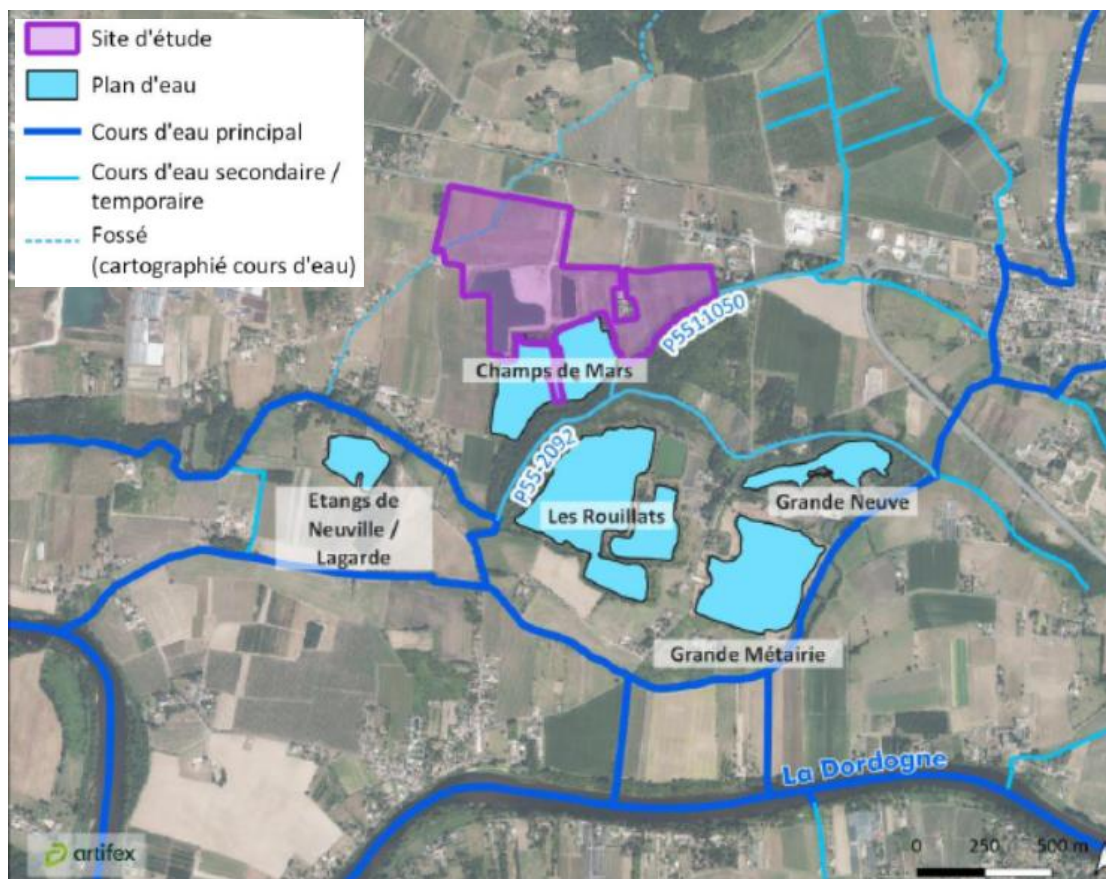 Site d'étude
Plan d'eau
Cours d'eau principal
Cours d'eau secondaire /
temporaire
Fossé
(cartographié cours d'eau)
P5S11050
Champs de Mars
P55-2092
Etangs de
Neuville /
Lagarde
Les Rouillats
Grande Neuve
Grande Métairie
La Dordogne
artifex
0 250 500 m